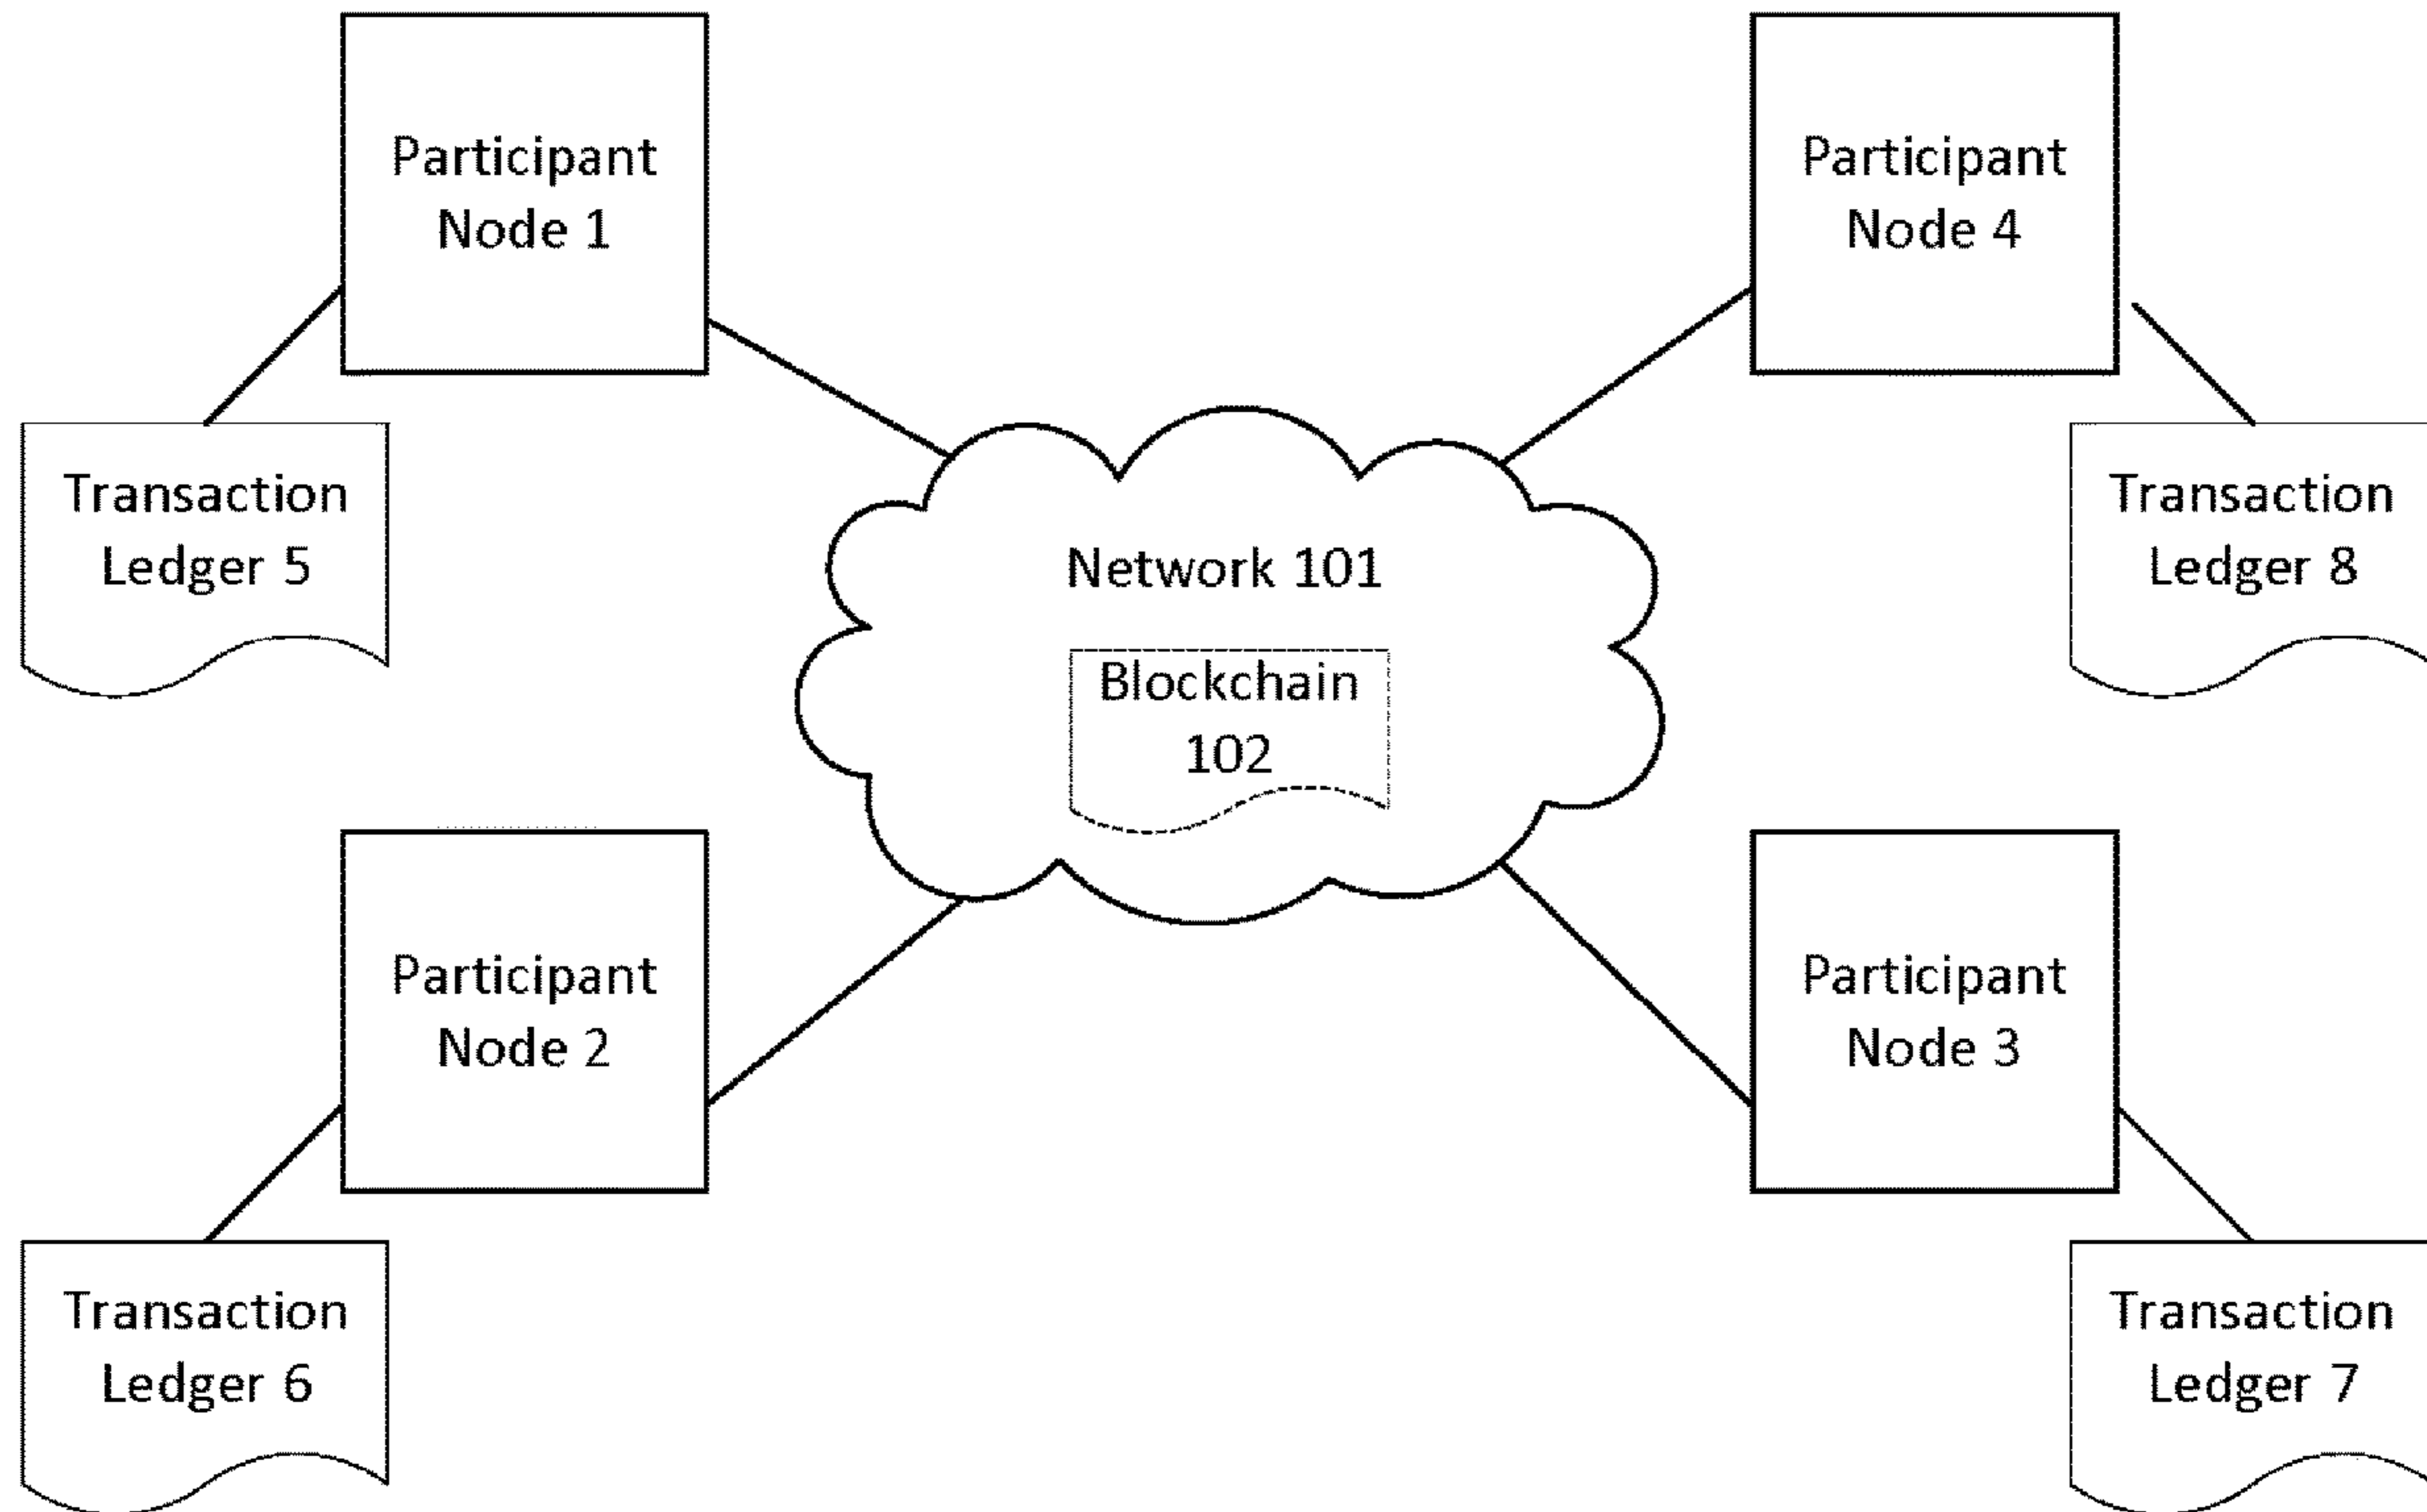 Participant
Node 1
Participant
Node 4
Transaction
Ledger 5
Network 101
Blockchain
102
Transaction
Ledger 8
Participant
Node 2
Participant
Node 3
Transaction
Ledger 6
Transaction
Ledger 7